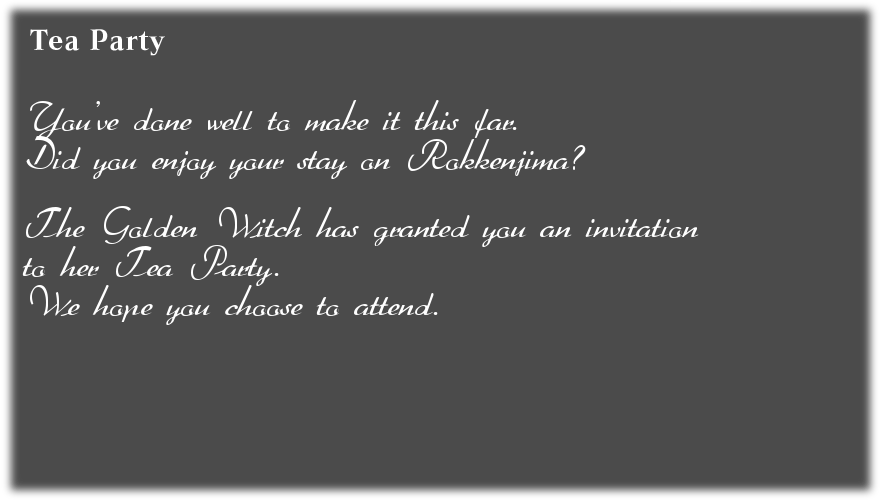 Tea Party
You've done well to make it this far.
Did you enjoy your stay on Rokkenjima?
The Golden Witch has granted you an invitation
to her Tea Party.
We hope you choose to attend.